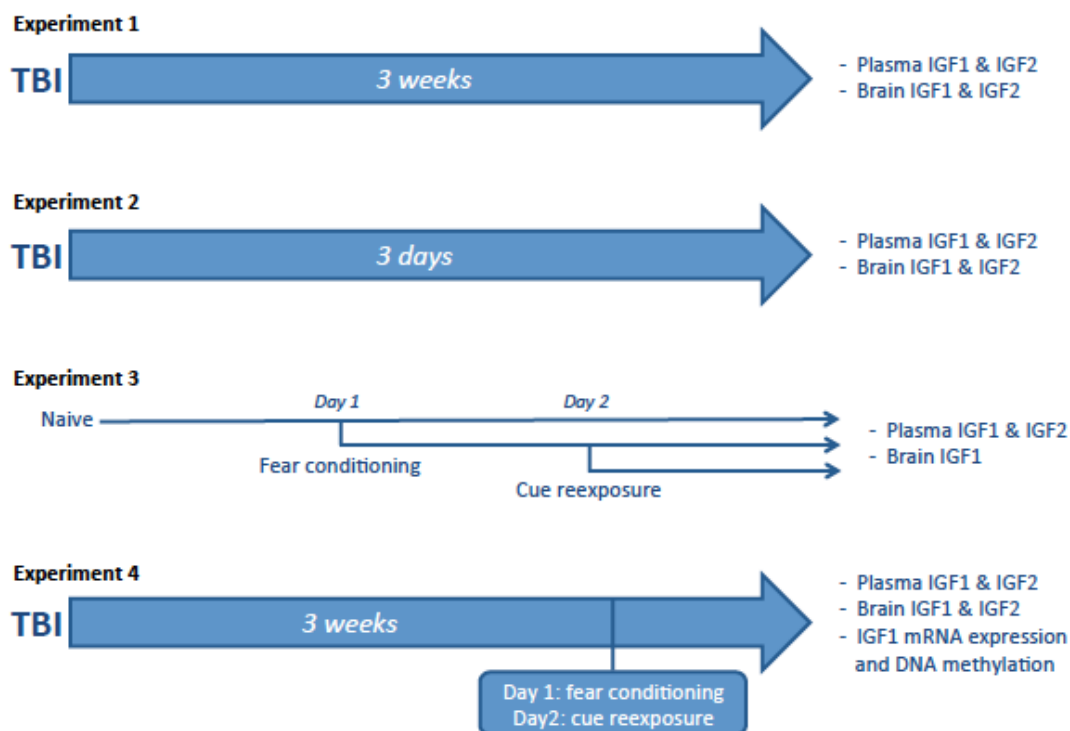 Experiment 1
TBI
3 weeks
- Plasma IGF1 & IGF2
- Brain IGF1 & IGF2
Experiment 2
TBI
3 days
- Plasma IGF1 & IGF2
- Brain IGF1 & IGF2
Experiment 3
Naive
Day 1
Day 2
Fear conditioning
Cue reexposure
- Plasma IGF1 & IGF2
- Brain IGF1
Experiment 4
TBI
3 weeks
Day 1: fear conditioning
Day2: cue reexposure
- Plasma IGF1 & IGF2
- Brain IGF1 & IGF2
- IGF1 mRNA expression
and DNA methylation